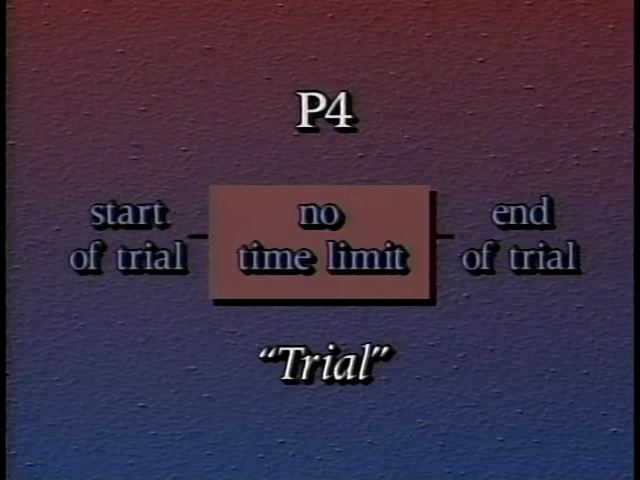 P4
start
of trial
no
time limit
end
of trial
“Trial”